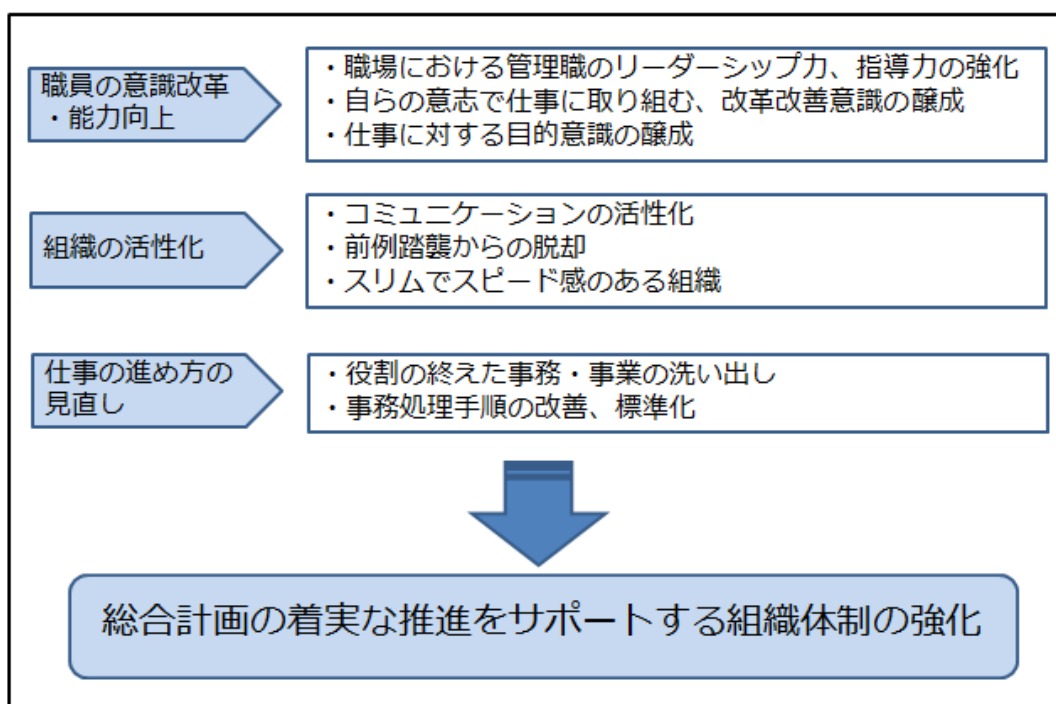 職員の意識改革
・能力向上
・職場における管理職のリーダーシップ力、指導力の強化
・自らの意志で仕事に取り組む、改革改善意識の醸成
・仕事に対する目的意識の醸成
組織の活性化
・コミュニケーションの活性化
・前例踏襲からの脱却
・スリムでスピード感のある組織
仕事の進め方の
見直し
・役割の終えた事務・事業の洗い出し
・事務処理手順の改善、標準化
総合計画の着実な推進をサポートする組織体制の強化